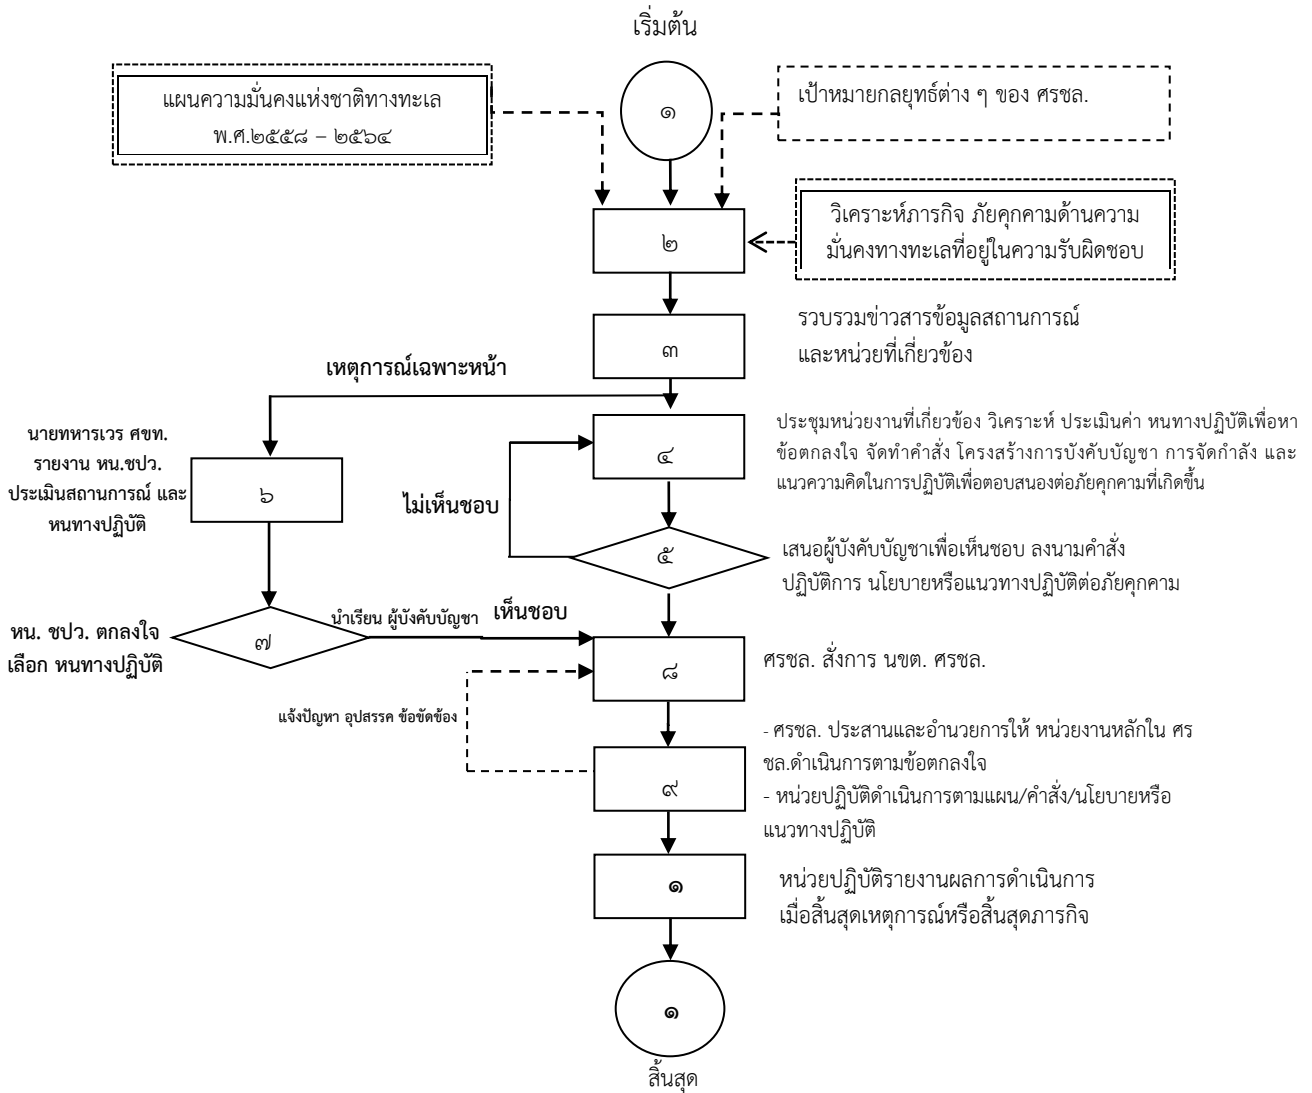 เริ่มต้น
แผนความมั่นคงแห่งชาติทางทะเล
พ.ศ.๒๕๕๘ – ๒๕๖๔
๑
เป้าหมายกลยุทธ์ต่าง ๆ ของ ศรชล.
๒
วิเคราะห์ภารกิจ ภัยคุกคามด้านความ
มั่นคงทางทะเลที่อยู่ในความรับผิดชอบ
๓
รวบรวมข่าวสารข้อมูลสถานการณ์
และหน่วยที่เกี่ยวข้อง
เหตุการณ์เฉพาะหน้า
นายทหารเวร ศขท.
รายงาน หน.ชปว.
ประเมินสถานการณ์ และ
หนทางปฏิบัติ
๖
ไม่เห็นชอบ
๔
ประชุมหน่วยงานที่เกี่ยวข้อง วิเคราะห์ ประเมินค่า หนทางปฏิบัติเพื่อหา
ข้อตกลงใจ จัดทำคำสั่ง โครงสร้างการบังคับบัญชา การจัดกำลัง และ
แนวความคิดในการปฏิบัติเพื่อตอบสนองต่อภัยคุกคามที่เกิดขึ้น
๕
เสนอผู้บังคับบัญชาเพื่อเห็นชอบ ลงนามคำสั่ง
ปฏิบัติการ นโยบายหรือแนวทางปฏิบัติต่อภัยคุกคาม
หน. ชปว. ตกลงใจ
เลือก หนทางปฏิบัติ
๗
นำเรียน ผู้บังคับบัญชา
เห็นชอบ
๘
ศรชล. สั่งการ นขต. ศรชล.
แจ้งปัญหา อุปสรรค ข้อขัดข้อง
๙
- ศรชล. ประสานและอำนวยการให้ หน่วยงานหลักใน ศร
ชล.ดำเนินการตามข้อตกลงใจ
- หน่วยปฏิบัติดำเนินการตามแผน/คำสั่ง/นโยบายหรือ
แนวทางปฏิบัติ
๑
หน่วยปฏิบัติรายงานผลการดำเนินการ
เมื่อสิ้นสุดเหตุการณ์หรือสิ้นสุดภารกิจ
๑
สิ้นสุด